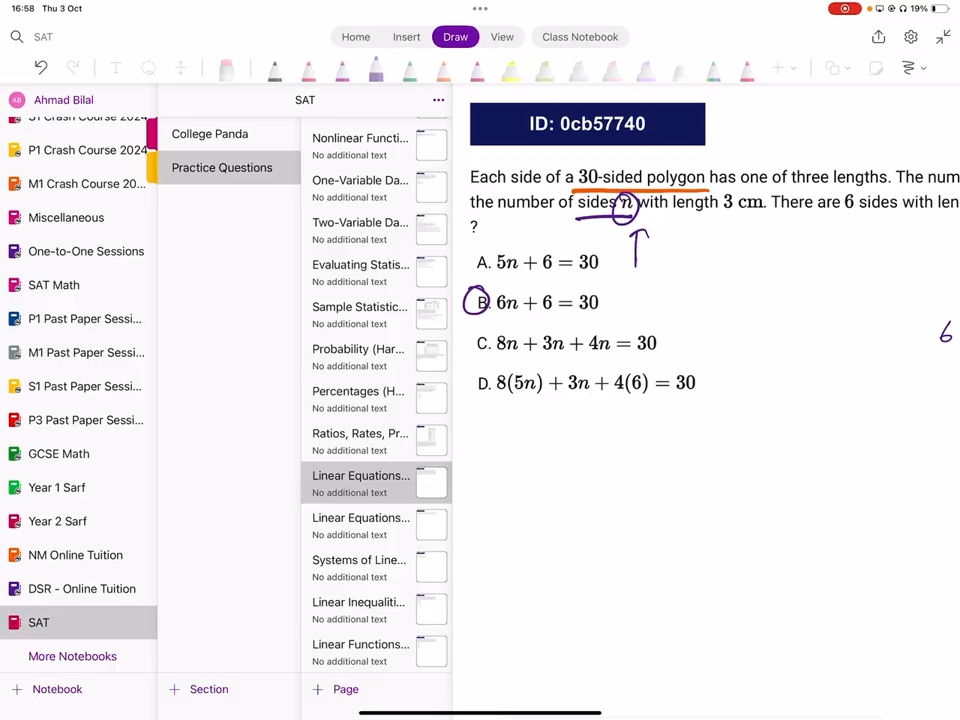 16:58 Thu 3 Oct
19%
SAT
Home Insert Draw View Class Notebook
AB Ahmad Bilal
S1 Crash Course 2024
P1 Crash Course 2024
M1 Crash Course 20...
Miscellaneous
One-to-One Sessions
SAT Math
P1 Past Paper Sessi...
M1 Past Paper Sessi...
S1 Past Paper Sessi...
P3 Past Paper Sessi...
GCSE Math
Year 1 Sarf
Year 2 Sarf
NM Online Tuition
DSR - Online Tuition
SAT
More Notebooks
Notebook
SAT
College Panda
Practice Questions
Section
Nonlinear Functi...
No additional text
One-Variable Da...
No additional text
Two-Variable Da...
No additional text
Evaluating Statis...
No additional text
Sample Statistic...
No additional text
Probability (Har...
No additional text
Percentages (H...
No additional text
Ratios, Rates, Pr...
No additional text
Linear Equations...
No additional text
Linear Equations...
No additional text
Systems of Line...
No additional text
Linear Inequaliti...
No additional text
Linear Functions...
No additional text
Page
ID: 0cb57740
Each side of a 30-sided polygon has one of three lengths. The num
the number of sides n with length 3 cm. There are 6 sides with len
?
A. 5n + 6 = 30
B. 6n + 6 = 30
C. 8n + 3n + 4n = 30
D. 8(5n) + 3n + 4(6) = 30
6